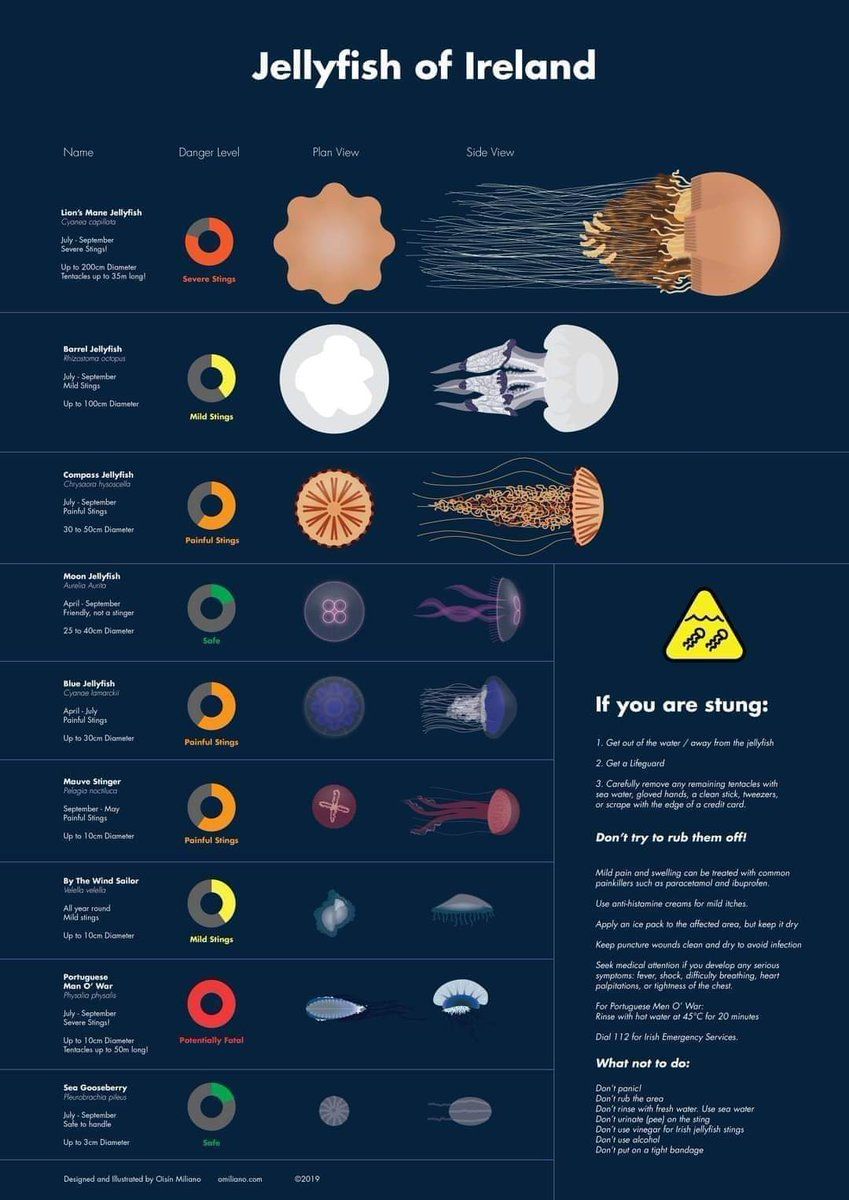 Jellyfish of Ireland
Name
Danger Level
Plan View
Side View
Lion's Mane Jellyfish
Cyanea capillata
July - September
Severe Stings!
Up to 200cm Diameter
Tentacles up to 35m long!
Severe Stings
Barrel Jellyfish
Rhizostoma octopus
July - September
Mild Stings
Up to 100cm Diameter
Mild Stings
Compass Jellyfish
Chrysaora hysoscella
July - September
Painful Stings
30 to 50cm Diameter
Painful Stings
Moon Jellyfish
Aurelia Aurita
April - September
Friendly, not a stinger
25 to 40cm Diameter
Safe
Blue Jellyfish
Cyanae lamarckii
April - July
Painful Stings
Up to 30cm Diameter
Painful Stings
Mauve Stinger
Pelagia noctiluca
September - May
Painful Stings
Up to 10cm Diameter
Painful Stings
By The Wind Sailor
Velella velella
All year round
Mild stings
Up to 10cm Diameter
Mild Stings
Portuguese
Man O' War
Physalia physalis
July - September
Severe Stings!
Up to 10cm Diameter
Tentacles up to 50m long!
Potentially Fatal
Sea Gooseberry
Pleurobrachia pileus
July - September
Safe to handle
Up to 3cm Diameter
Safe
If you are stung:
1. Get out of the water / away from the jellyfish
2. Get a Lifeguard
3. Carefully remove any remaining tentacles with
sea water, gloved hands, a clean stick, tweezers,
or scrape with the edge of a credit card.
Don't try to rub them off!
Mild pain and swelling can be treated with common
painkillers such as paracetamol and ibuprofen.
Use anti-histamine creams for mild itches.
Apply an ice pack to the affected area, but keep it dry
Keep puncture wounds clean and dry to avoid infection
Seek medical attention if you develop any serious
symptoms: fever, shock, difficulty breathing, heart
palpitations, or tightness of the chest.
For Portuguese Men O' War:
Rinse with hot water at 45°C for 20 minutes
Dial 112 for Irish Emergency Services.
What not to do:
Don't panic!
Don't rub the area
Don't rinse with fresh water. Use sea water
Don't urinate (pee) on the sting
Don't use vinegar for Irish jellyfish stings
Don't use alcohol
Don't put on a tight bandage
Designed and Illustrated by Oisín Miliano omiliano.com ©2019